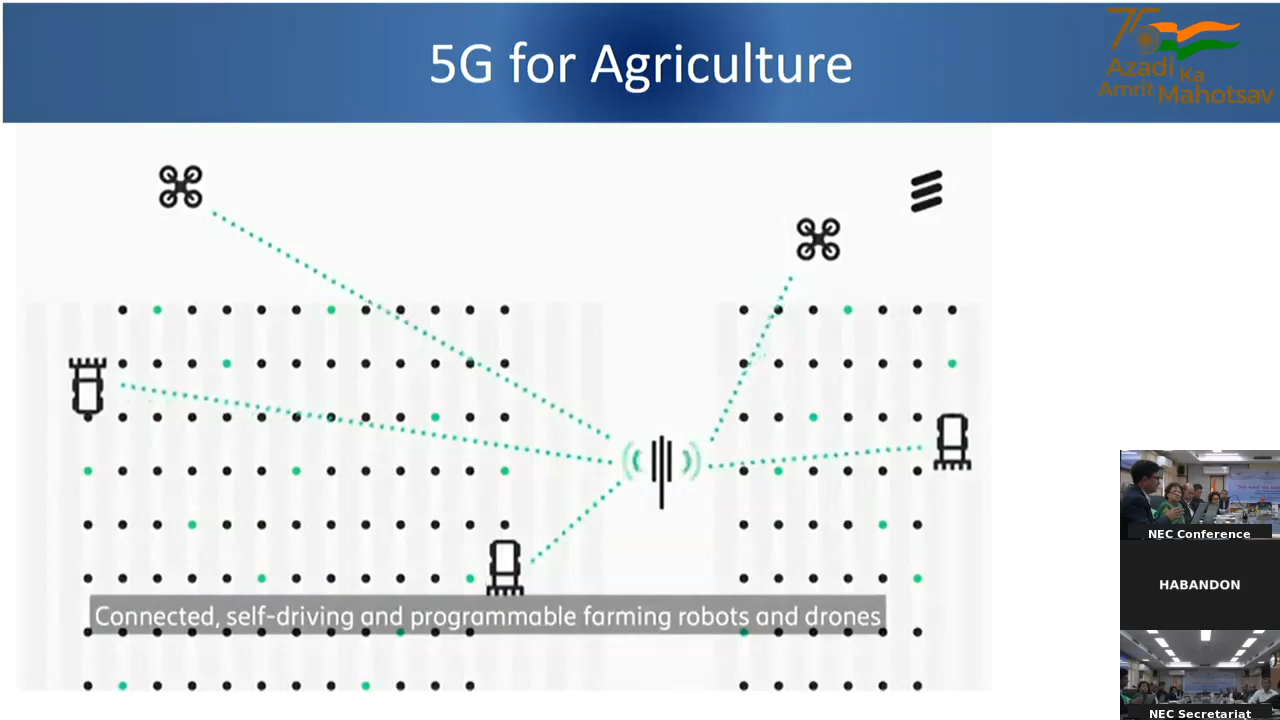 5G for Agriculture
75
Azadi
Ka
Amrit
Mahotsav
Connected, self-driving and programmable farming robots and drones
NEC Conference
HABANDON
NEC Secretariat